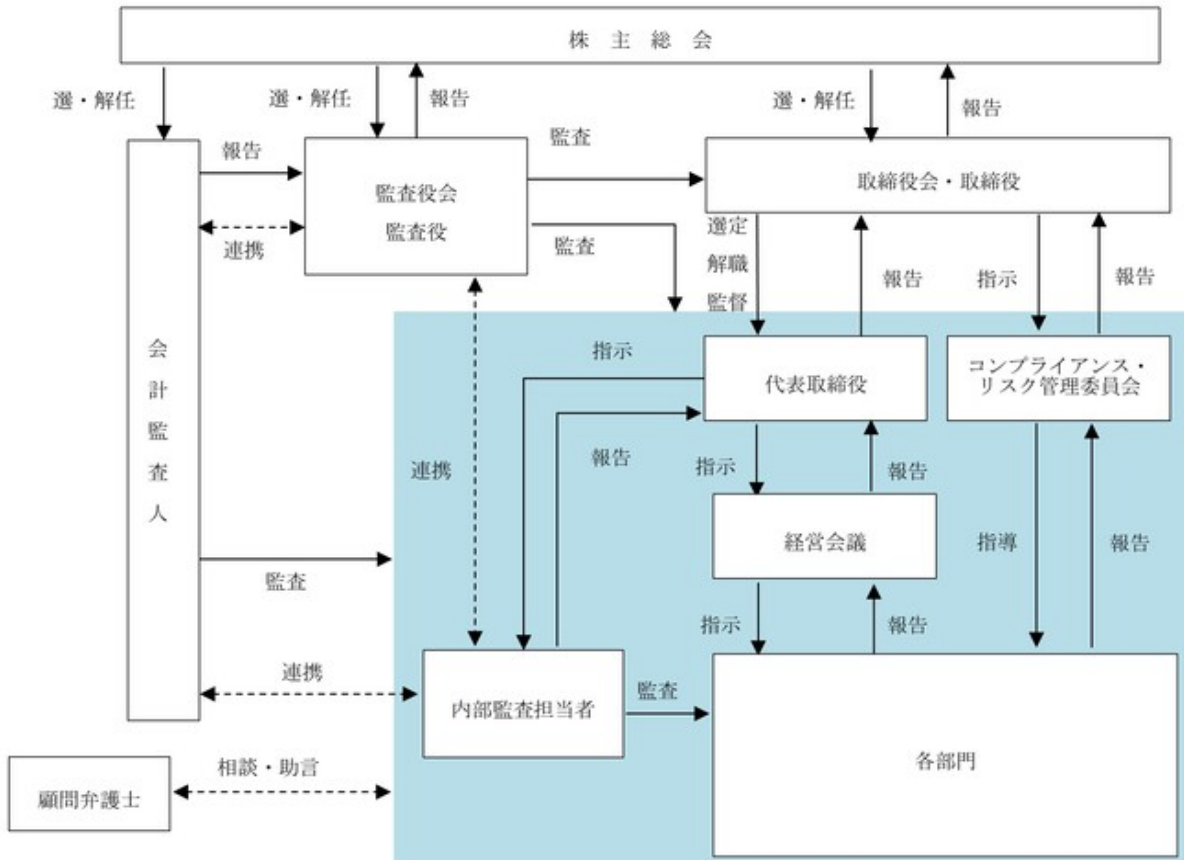 株主総会
選・解任
選・解任
報告
選・解任
報告
報告
監査
監査役会
監査役
取締役会・取締役
連携
監査
選定
解職
監督
報告
指示
報告
会計監査人
指示
代表取締役
コンプライアンス・
リスク管理委員会
報告
連携
指示
報告
経営会議
指導
報告
監査
指示
報告
連携
内部監査担当者
監査
各部門
相談・助言
顧問弁護士